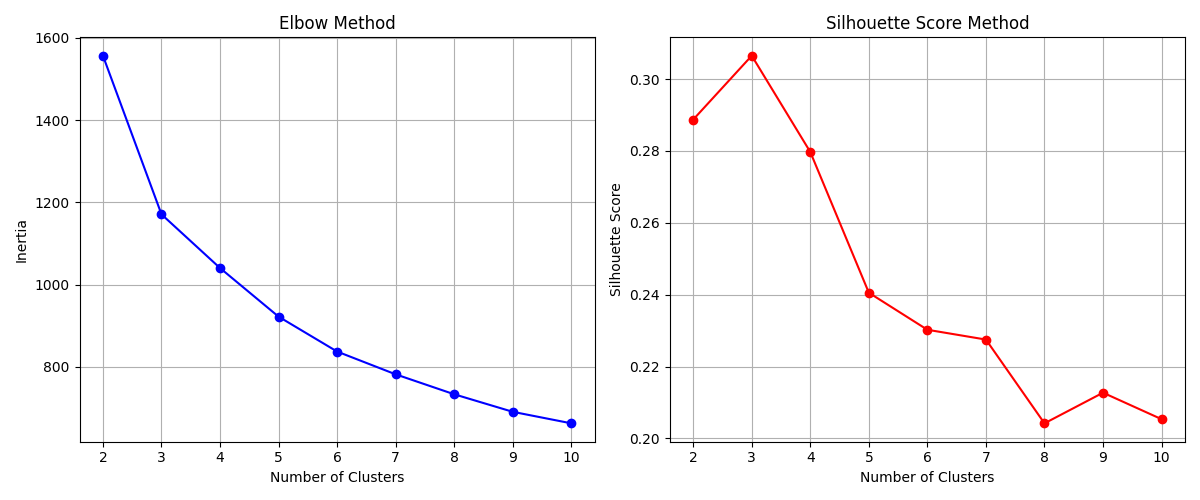 Elbow Method
1600
1400
1200
1000
800
Inertia
2 3 4 5 6 7 8 9 10
Number of Clusters
Silhouette Score Method
0.30
0.28
0.26
0.24
0.22
0.20
Silhouette Score
2 3 4 5 6 7 8 9 10
Number of Clusters